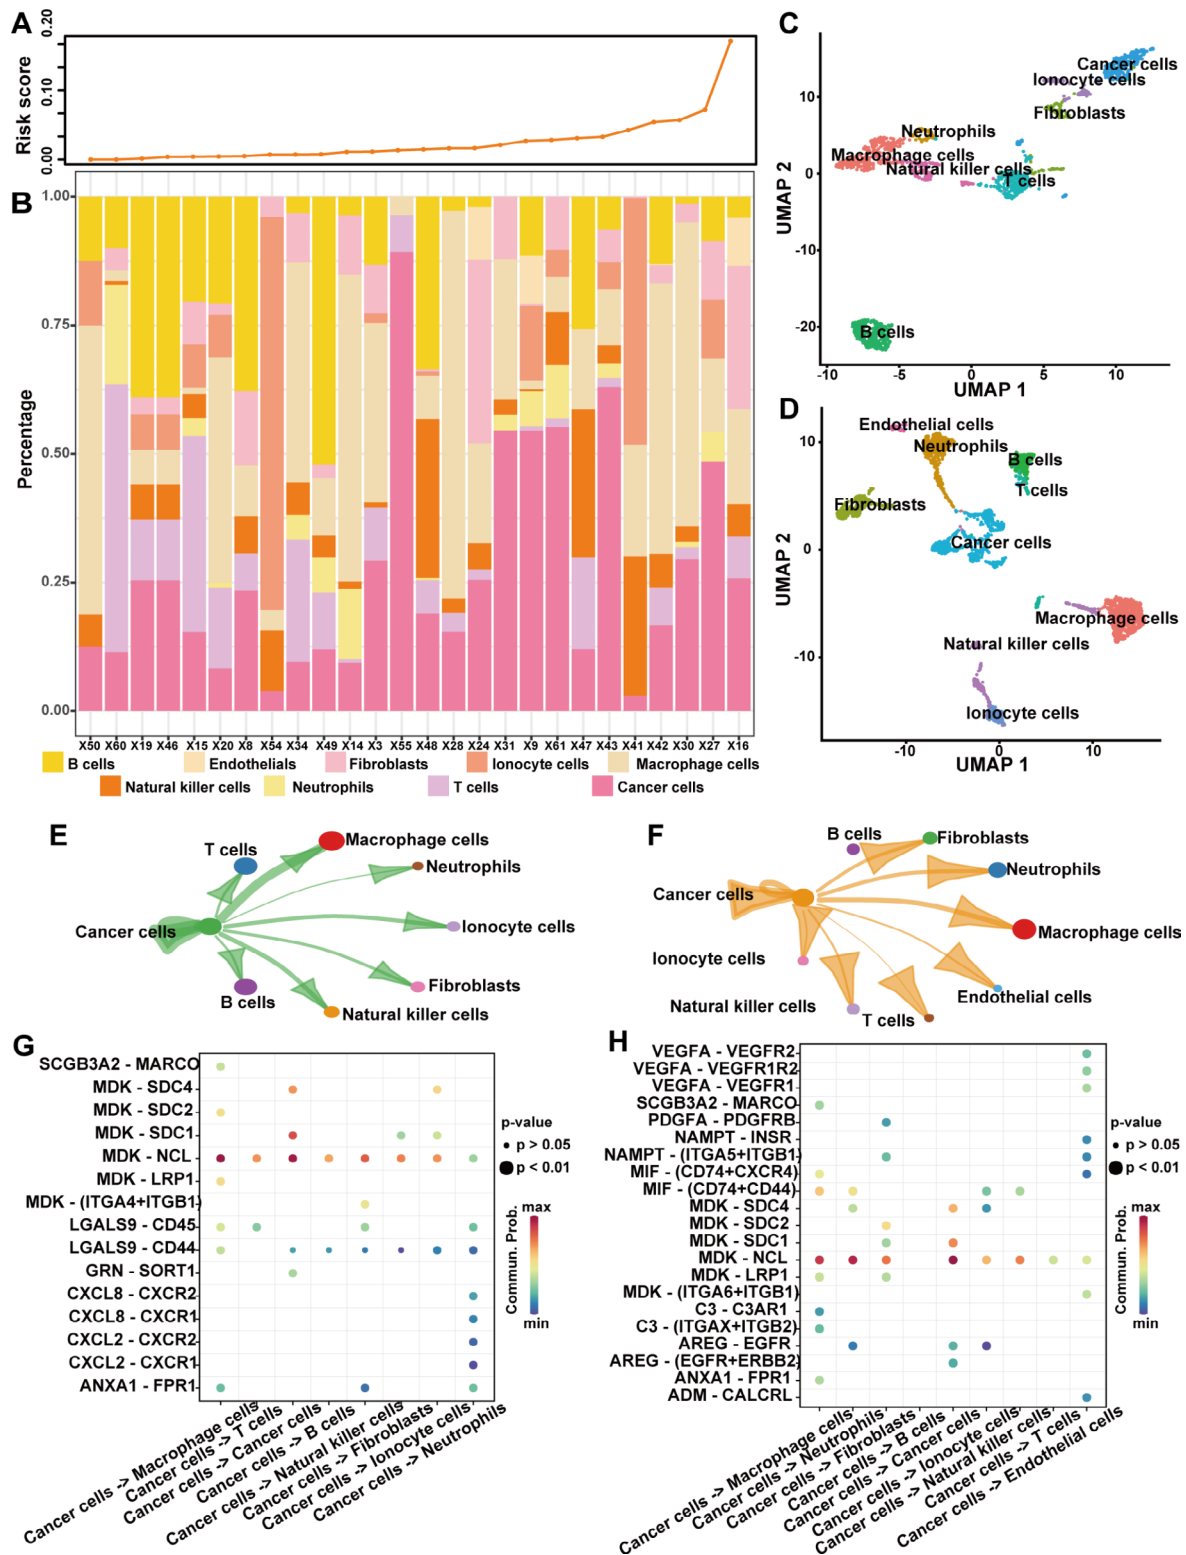 A
Risk score
0.20
0.10
0.00
B
Percentage
1.00
0.75
0.50
0.25
0.00
X50 X60 X19 X46 X15 X20 X8 X54 X34 X49 X14 X3 X55 X48 X28 X24 X31 X9 X61 X47 X43 X41 X42 X30 X27 X16
B cells Endothelials Fibroblasts Ionocyte cells Macrophage cells
Natural killer cells Neutrophils T cells Cancer cells
C
UMAP 2
10
0
-10
-20
Cancer cells
Ionocyte cells
Fibroblasts
Neutrophils
Macrophage cells
Natural killer cells
T cells
B cells
-10 -5 0 5 10
UMAP 1
D
UMAP 2
10
0
-10
Endothelial cells
Neutrophils
B cells
T cells
Fibroblasts
Cancer cells
Macrophage cells
Natural killer cells
Ionocyte cells
-10 0 10
UMAP 1
E
Macrophage cells
T cells
Neutrophils
Cancer cells
Ionocyte cells
Fibroblasts
B cells
Natural killer cells
F
B cells
Fibroblasts
Neutrophils
Cancer cells
Macrophage cells
Ionocyte cells
Endothelial cells
Natural killer cells
T cells
G
SCGB3A2 - MARCO
MDK - SDC4
MDK - SDC2
MDK - SDC1
MDK - NCL
MDK - LRP1
MDK - (ITGA4+ITGB1)
LGALS9 - CD45
LGALS9 - CD44
GRN - SORT1
CXCL8 - CXCR2
CXCL8 - CXCR1
CXCL2 - CXCR2
CXCL2 - CXCR1
ANXA1 - FPR1
Cancer cells -> Macrophage cells
Cancer cells -> T cells
Cancer cells -> Cancer cells
Cancer cells -> B cells
Cancer cells -> Natural killer cells
Cancer cells -> Fibroblasts
Cancer cells -> Ionocyte cells
Cancer cells -> Neutrophils
p-value
p > 0.05
p < 0.01
Commun. Prob.
max
min
H
VEGFA - VEGFR2
VEGFA - VEGFR1R2
VEGFA - VEGFR1
SCGB3A2 - MARCO
PDGFA - PDGFRB
NAMPT - INSR
NAMPT - (ITGA5+ITGB1)
MIF - (CD74+CXCR4)
MIF - (CD74+CD44)
MDK - SDC4
MDK - SDC2
MDK - SDC1
MDK - NCL
MDK - LRP1
MDK - (ITGA6+ITGB1)
C3 - C3AR1
C3 - (ITGAX+ITGB2)
AREG - EGFR
AREG - (EGFR+ERBB2)
ANXA1 - FPR1
ADM - CALCRL
Cancer cells -> Macrophage cells
Cancer cells -> Neutrophils
Cancer cells -> Fibroblasts
Cancer cells -> B cells
Cancer cells -> Cancer cells
Cancer cells -> Ionocyte cells
Cancer cells -> Natural killer cells
Cancer cells -> T cells
Cancer cells -> Endothelial cells
p-value
p > 0.05
p < 0.01
Commun. Prob.
max
min